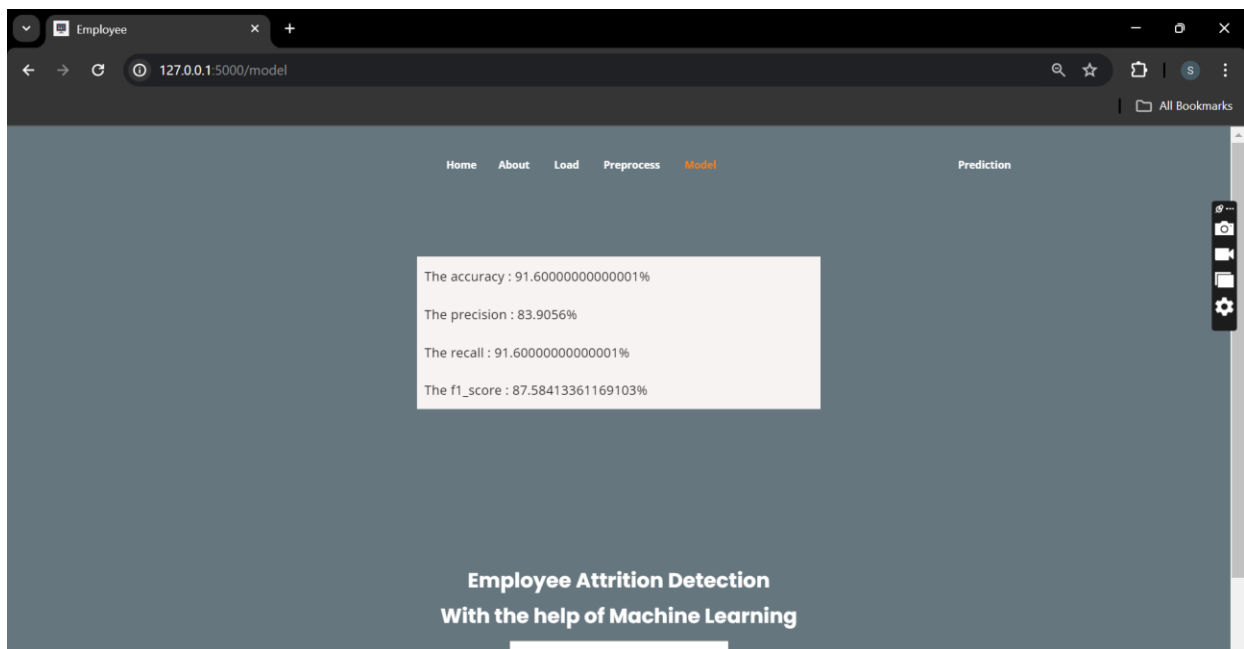 Employee
127.0.0.1:5000/model
S
All Bookmarks
Home About Load Preprocess Model Prediction
The accuracy : 91.60000000000001%
The precision : 83.9056%
The recall : 91.60000000000001%
The f1_score : 87.58413361169103%
Employee Attrition Detection
With the help of Machine Learning